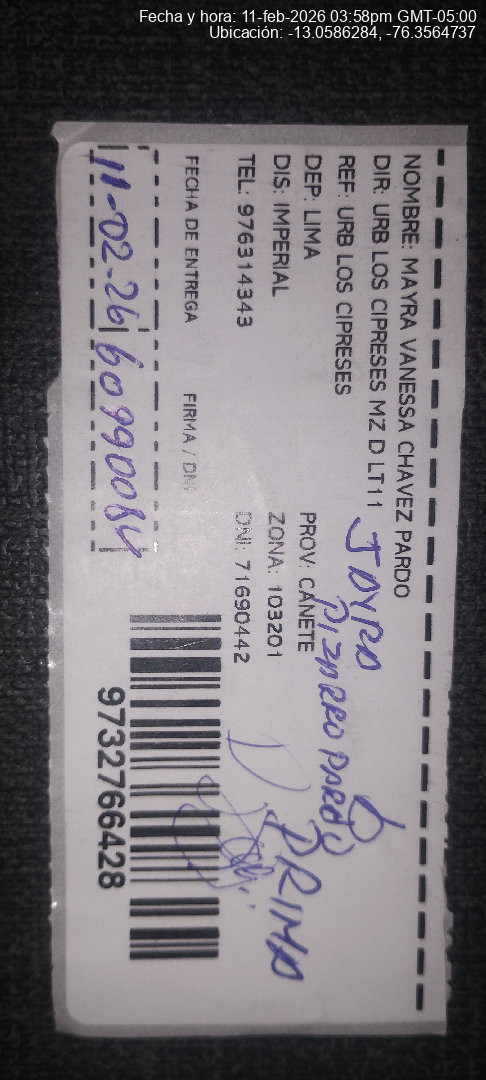 Fecha y hora: 11-feb-2026 03:58pm GMT-05:00
Ubicación: -13.0586284, -76.3564737
NOMBRE: MAYRA VANESSA CHAVEZ PARDO
DIR: URB LOS CIPRESES MZ D LT11
REF: URB LOS CIPRESES
DEP: LIMA PROV: CAÑETE
DIS: IMPERIAL ZONA: 103201
TEL: 976314343 DNI: 71690442
JAYRA
PIZARRO PARDO
PRIMA
FECHA DE ENTREGA FIRMA / DNI
11-02-26 60990084
9732766428